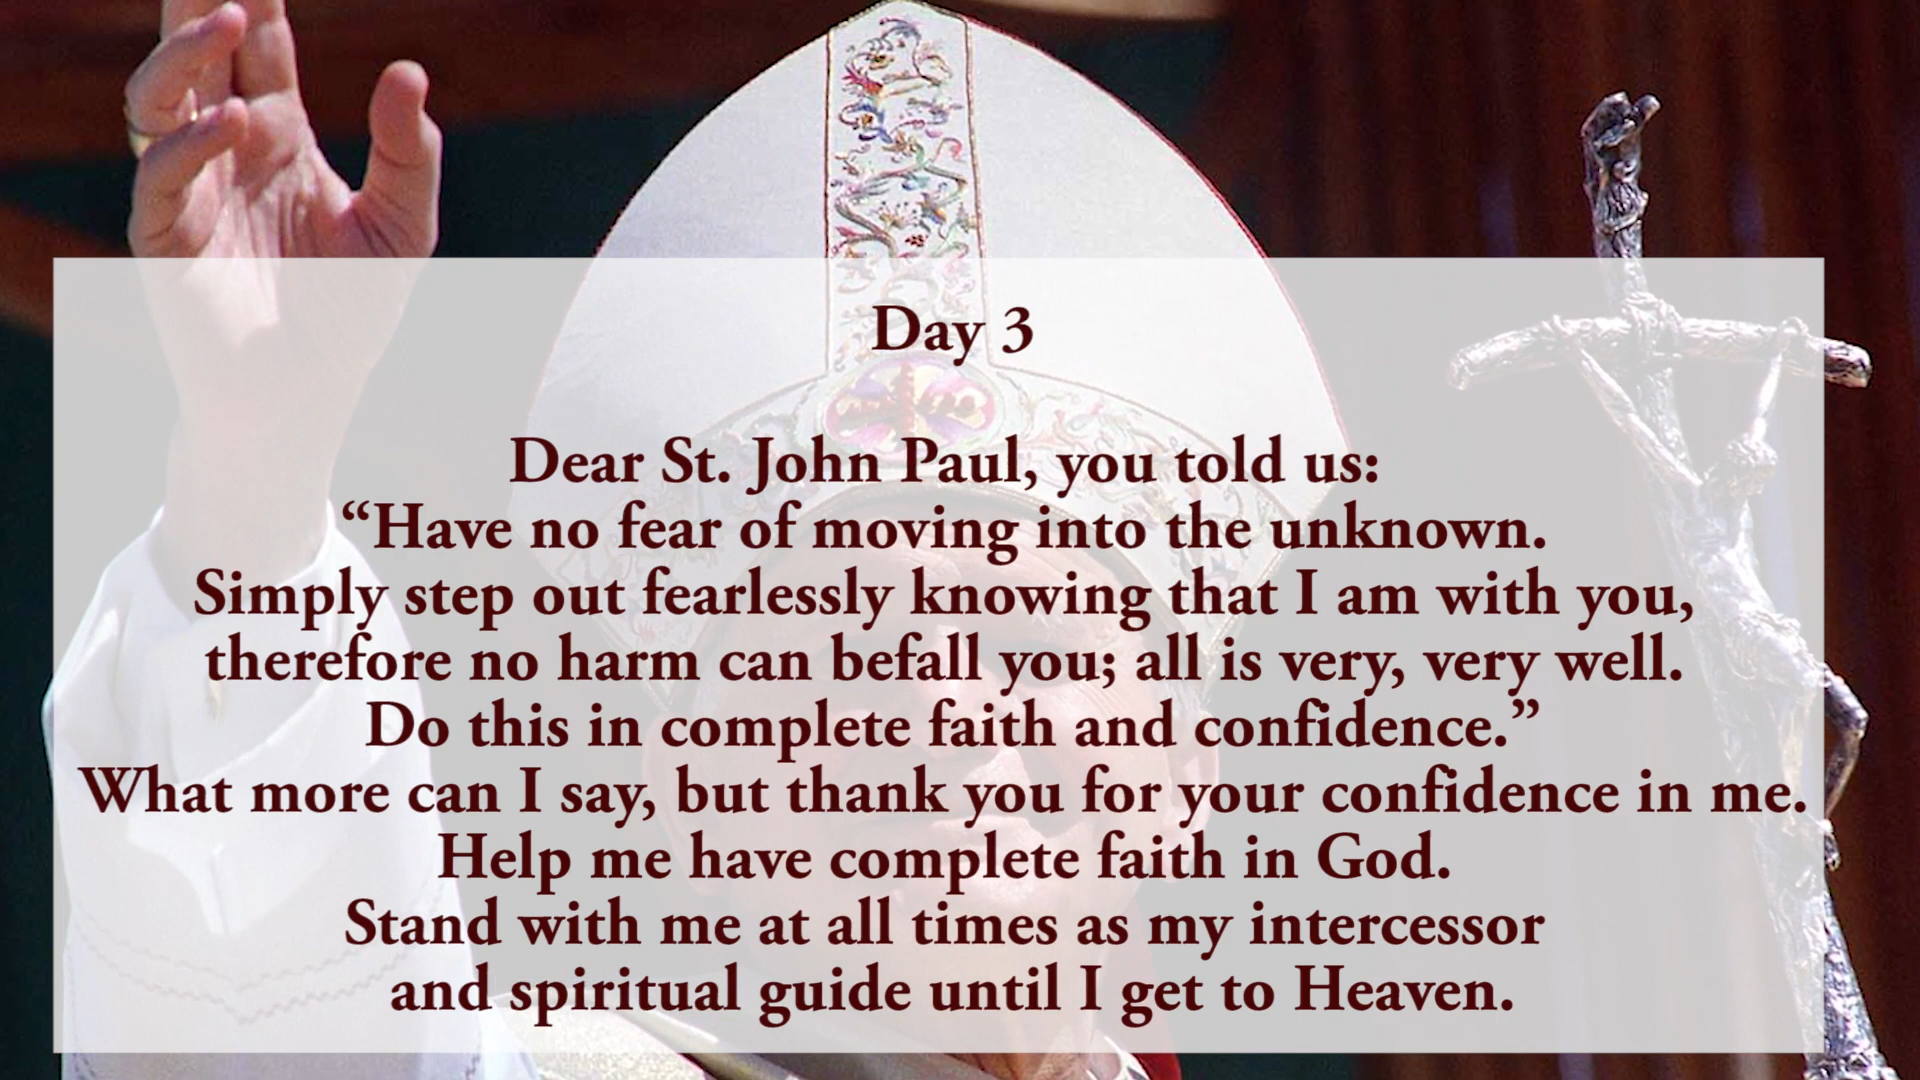 Day 3
Dear St. John Paul, you told us:
“Have no fear of moving into the unknown.
Simply step out fearlessly knowing that I am with you,
therefore no harm can befall you; all is very, very well.
Do this in complete faith and confidence.”
What more can I say, but thank you for your confidence in me.
Help me have complete faith in God.
Stand with me at all times as my intercessor
and spiritual guide until I get to Heaven.